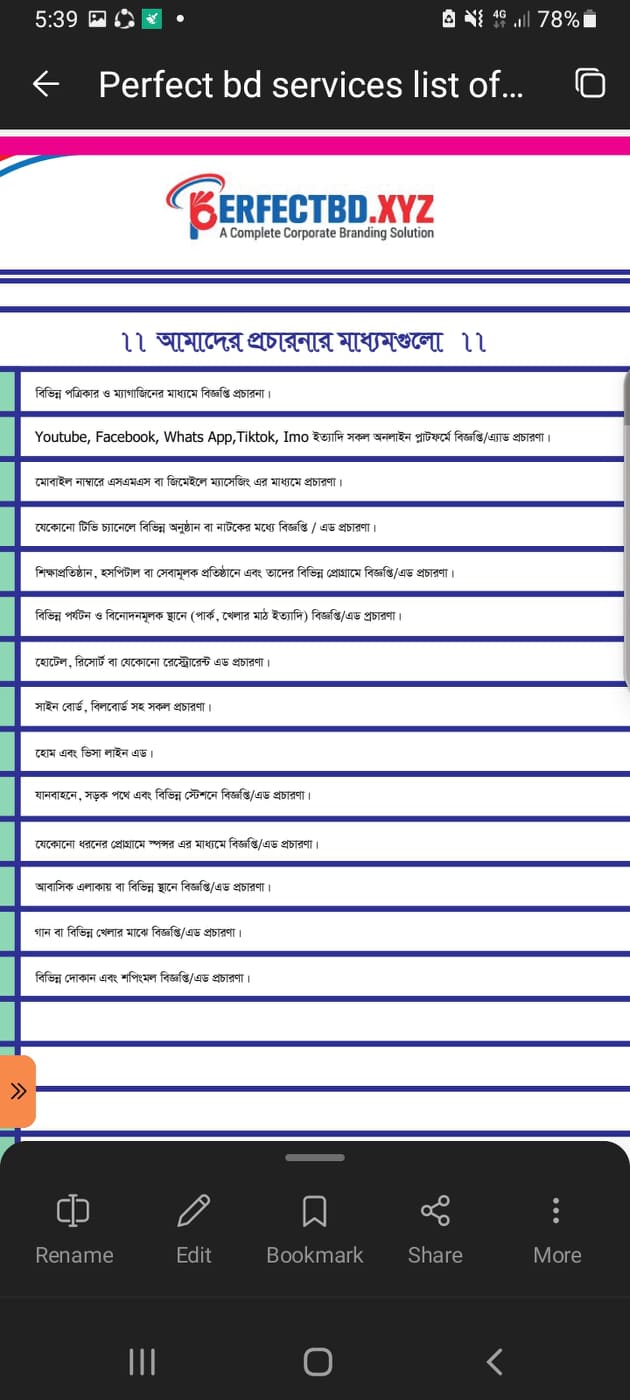 5:39
4G
78%
Perfect bd services list of...
PERFECTBD.XYZ
A Complete Corporate Branding Solution
।। আমাদের প্রচারনার মাধ্যমগুলো ।।
বিভিন্ন পত্রিকার ও ম্যাগাজিনের মাধ্যমে বিজ্ঞপ্তি প্রচারনা।
Youtube, Facebook, Whats App,Tiktok, Imo ইত্যাদি সকল অনলাইন প্লাটফর্মে বিজ্ঞপ্তি/এ্যাড প্রচারণা।
মোবাইল নাম্বারে এসএমএস বা জিমেইলে ম্যাসেজিং এর মাধ্যমে প্রচারণা।
যেকোনো টিভি চ্যানেলে বিভিন্ন অনুষ্ঠান বা নাটকের মধ্যে বিজ্ঞপ্তি / এড প্রচারণা।
শিক্ষাপ্রতিষ্ঠান, হসপিটাল বা সেবামূলক প্রতিষ্ঠানে এবং তাদের বিভিন্ন প্রোগ্রামে বিজ্ঞপ্তি/এড প্রচারণা।
বিভিন্ন পর্যটন ও বিনোদনমূলক স্থানে (পার্ক, খেলার মাঠ ইত্যাদি) বিজ্ঞপ্তি/এড প্রচারণা।
হোটেল, রিসোর্ট বা যেকোনো রেস্ট্রোরেন্ট এড প্রচারণা।
সাইন বোর্ড, বিলবোর্ড সহ সকল প্রচারণা।
হোম এবং ভিসা লাইন এড।
যানবাহনে, সড়ক পথে এবং বিভিন্ন স্টেশনে বিজ্ঞপ্তি/এড প্রচারণা।
যেকোনো ধরনের প্রোগ্রামে স্পন্সর এর মাধ্যমে বিজ্ঞপ্তি/এড প্রচারণা।
আবাসিক এলাকায় বা বিভিন্ন স্থানে বিজ্ঞপ্তি/এড প্রচারণা।
গান বা বিভিন্ন খেলার মাঝে বিজ্ঞপ্তি/এড প্রচারণা।
বিভিন্ন দোকান এবং শপিংমল বিজ্ঞপ্তি/এড প্রচারণা।
Rename Edit Bookmark Share More